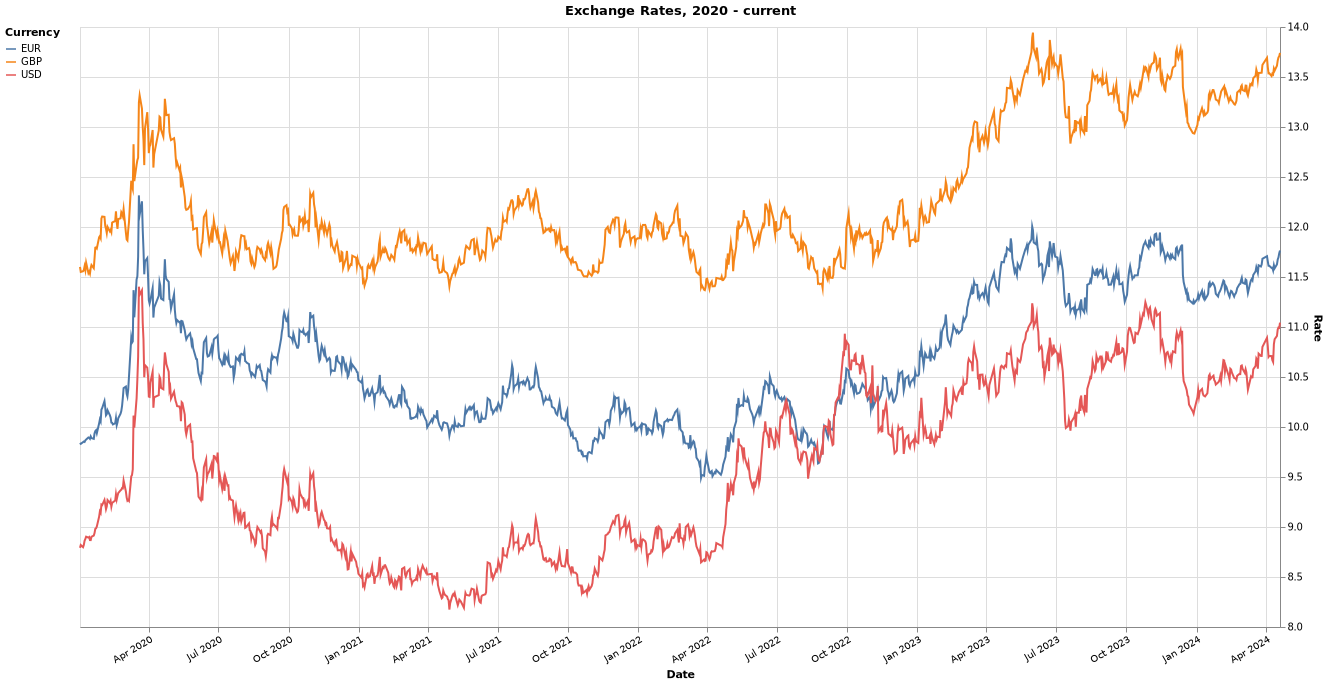 Exchange Rates, 2020 - current
Currency
EUR
GBP
USD
14.0
13.5
13.0
12.5
12.0
11.5
11.0
10.5
10.0
9.5
9.0
8.5
8.0
Rate
Apr 2020
Jul 2020
Oct 2020
Jan 2021
Apr 2021
Jul 2021
Oct 2021
Jan 2022
Apr 2022
Jul 2022
Oct 2022
Jan 2023
Apr 2023
Jul 2023
Oct 2023
Jan 2024
Apr 2024
Date